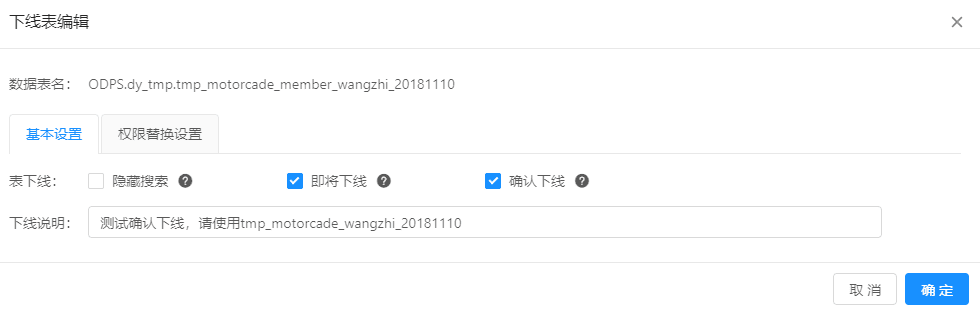 下线表编辑
数据表名： ODPS.dy_tmp.tmp_motorcade_member_wangzhi_20181110
基本设置 权限替换设置
表下线： 隐藏搜索 ? 即将下线 ? 确认下线 ?
下线说明： 测试确认下线，请使用tmp_motorcade_wangzhi_20181110
取 消 确 定